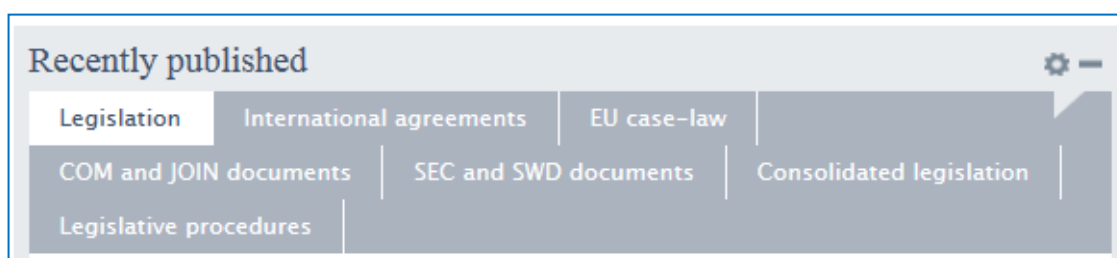 Recently published
Legislation International agreements EU case-law
COM and JOIN documents SEC and SWD documents Consolidated legislation
Legislative procedures